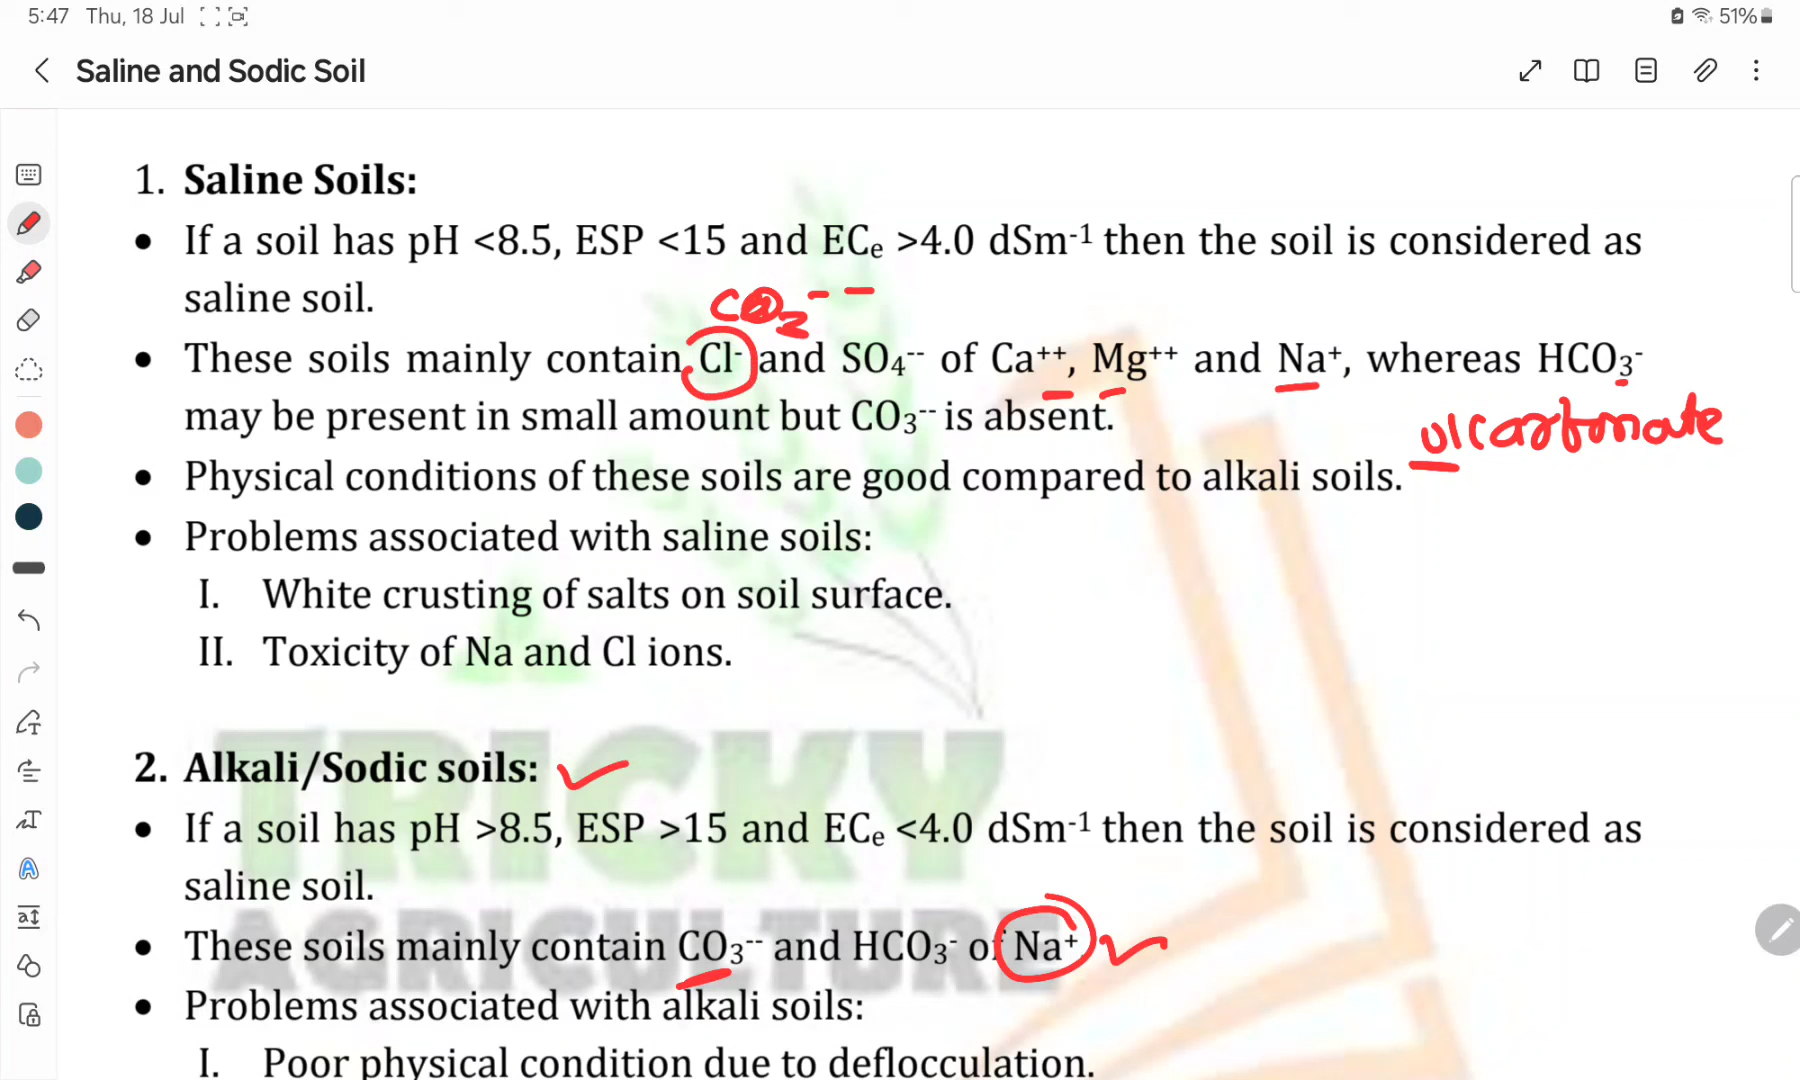 5:47 Thu, 18 Jul 51%
Saline and Sodic Soil
1. Saline Soils:
• If a soil has pH <8.5, ESP <15 and ECₑ >4.0 dSm⁻¹ then the soil is considered as
saline soil.
• These soils mainly contain Cl⁻ and SO₄⁻⁻ of Ca⁺⁺, Mg⁺⁺ and Na⁺, whereas HCO₃⁻
may be present in small amount but CO₃⁻⁻ is absent.
• Physical conditions of these soils are good compared to alkali soils.
• Problems associated with saline soils:
I. White crusting of salts on soil surface.
II. Toxicity of Na and Cl ions.
2. Alkali/Sodic soils:
• If a soil has pH >8.5, ESP >15 and ECₑ <4.0 dSm⁻¹ then the soil is considered as
saline soil.
• These soils mainly contain CO₃⁻⁻ and HCO₃⁻ of Na⁺
• Problems associated with alkali soils:
I. Poor physical condition due to deflocculation.
TRICKY
AGRICULTURE